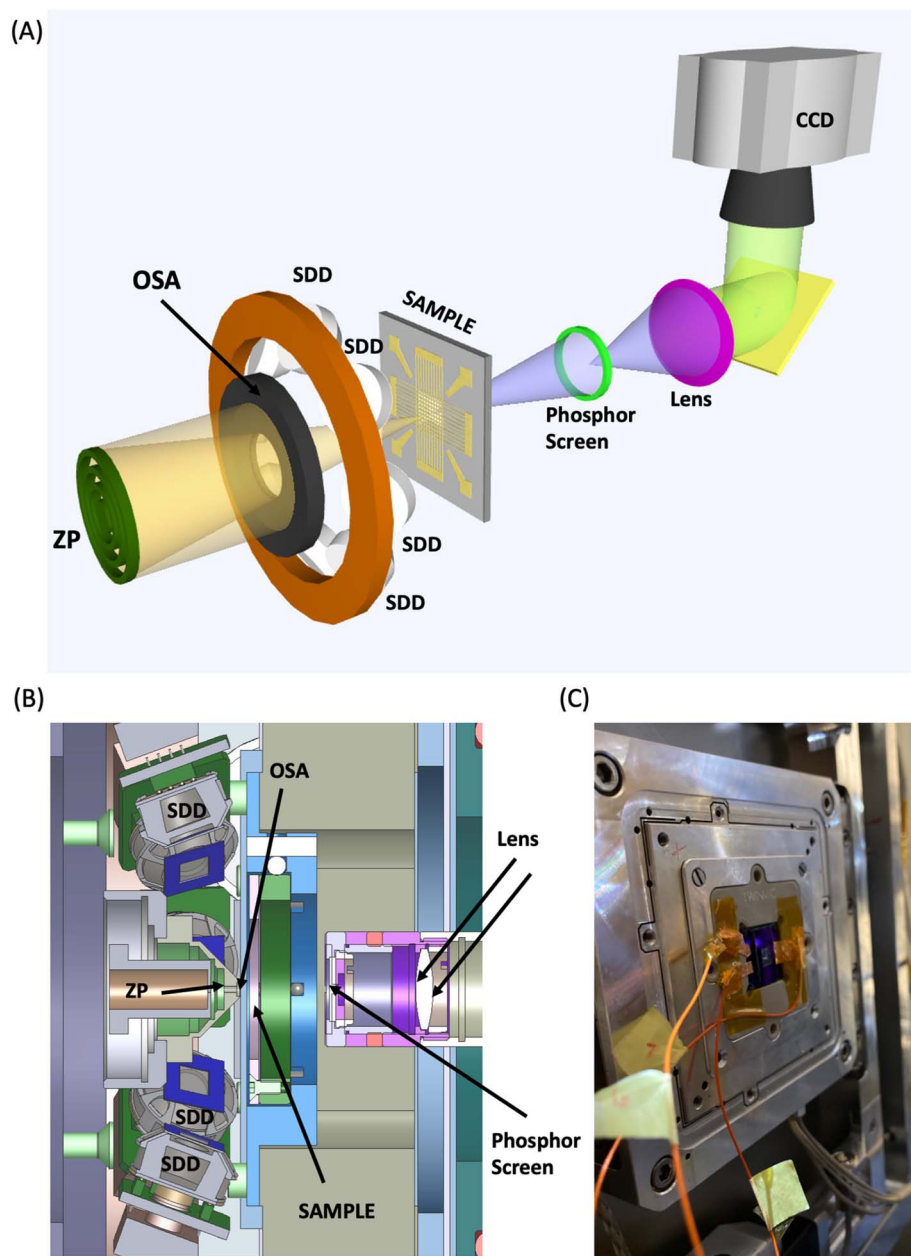 (A)
CCD
SDD
OSA
SAMPLE
SDD
Phosphor
Screen
Lens
ZP
SDD
SDD
(B)
(C)
OSA
SDD
Lens
ZP
SDD
SDD
Phosphor
Screen
SAMPLE